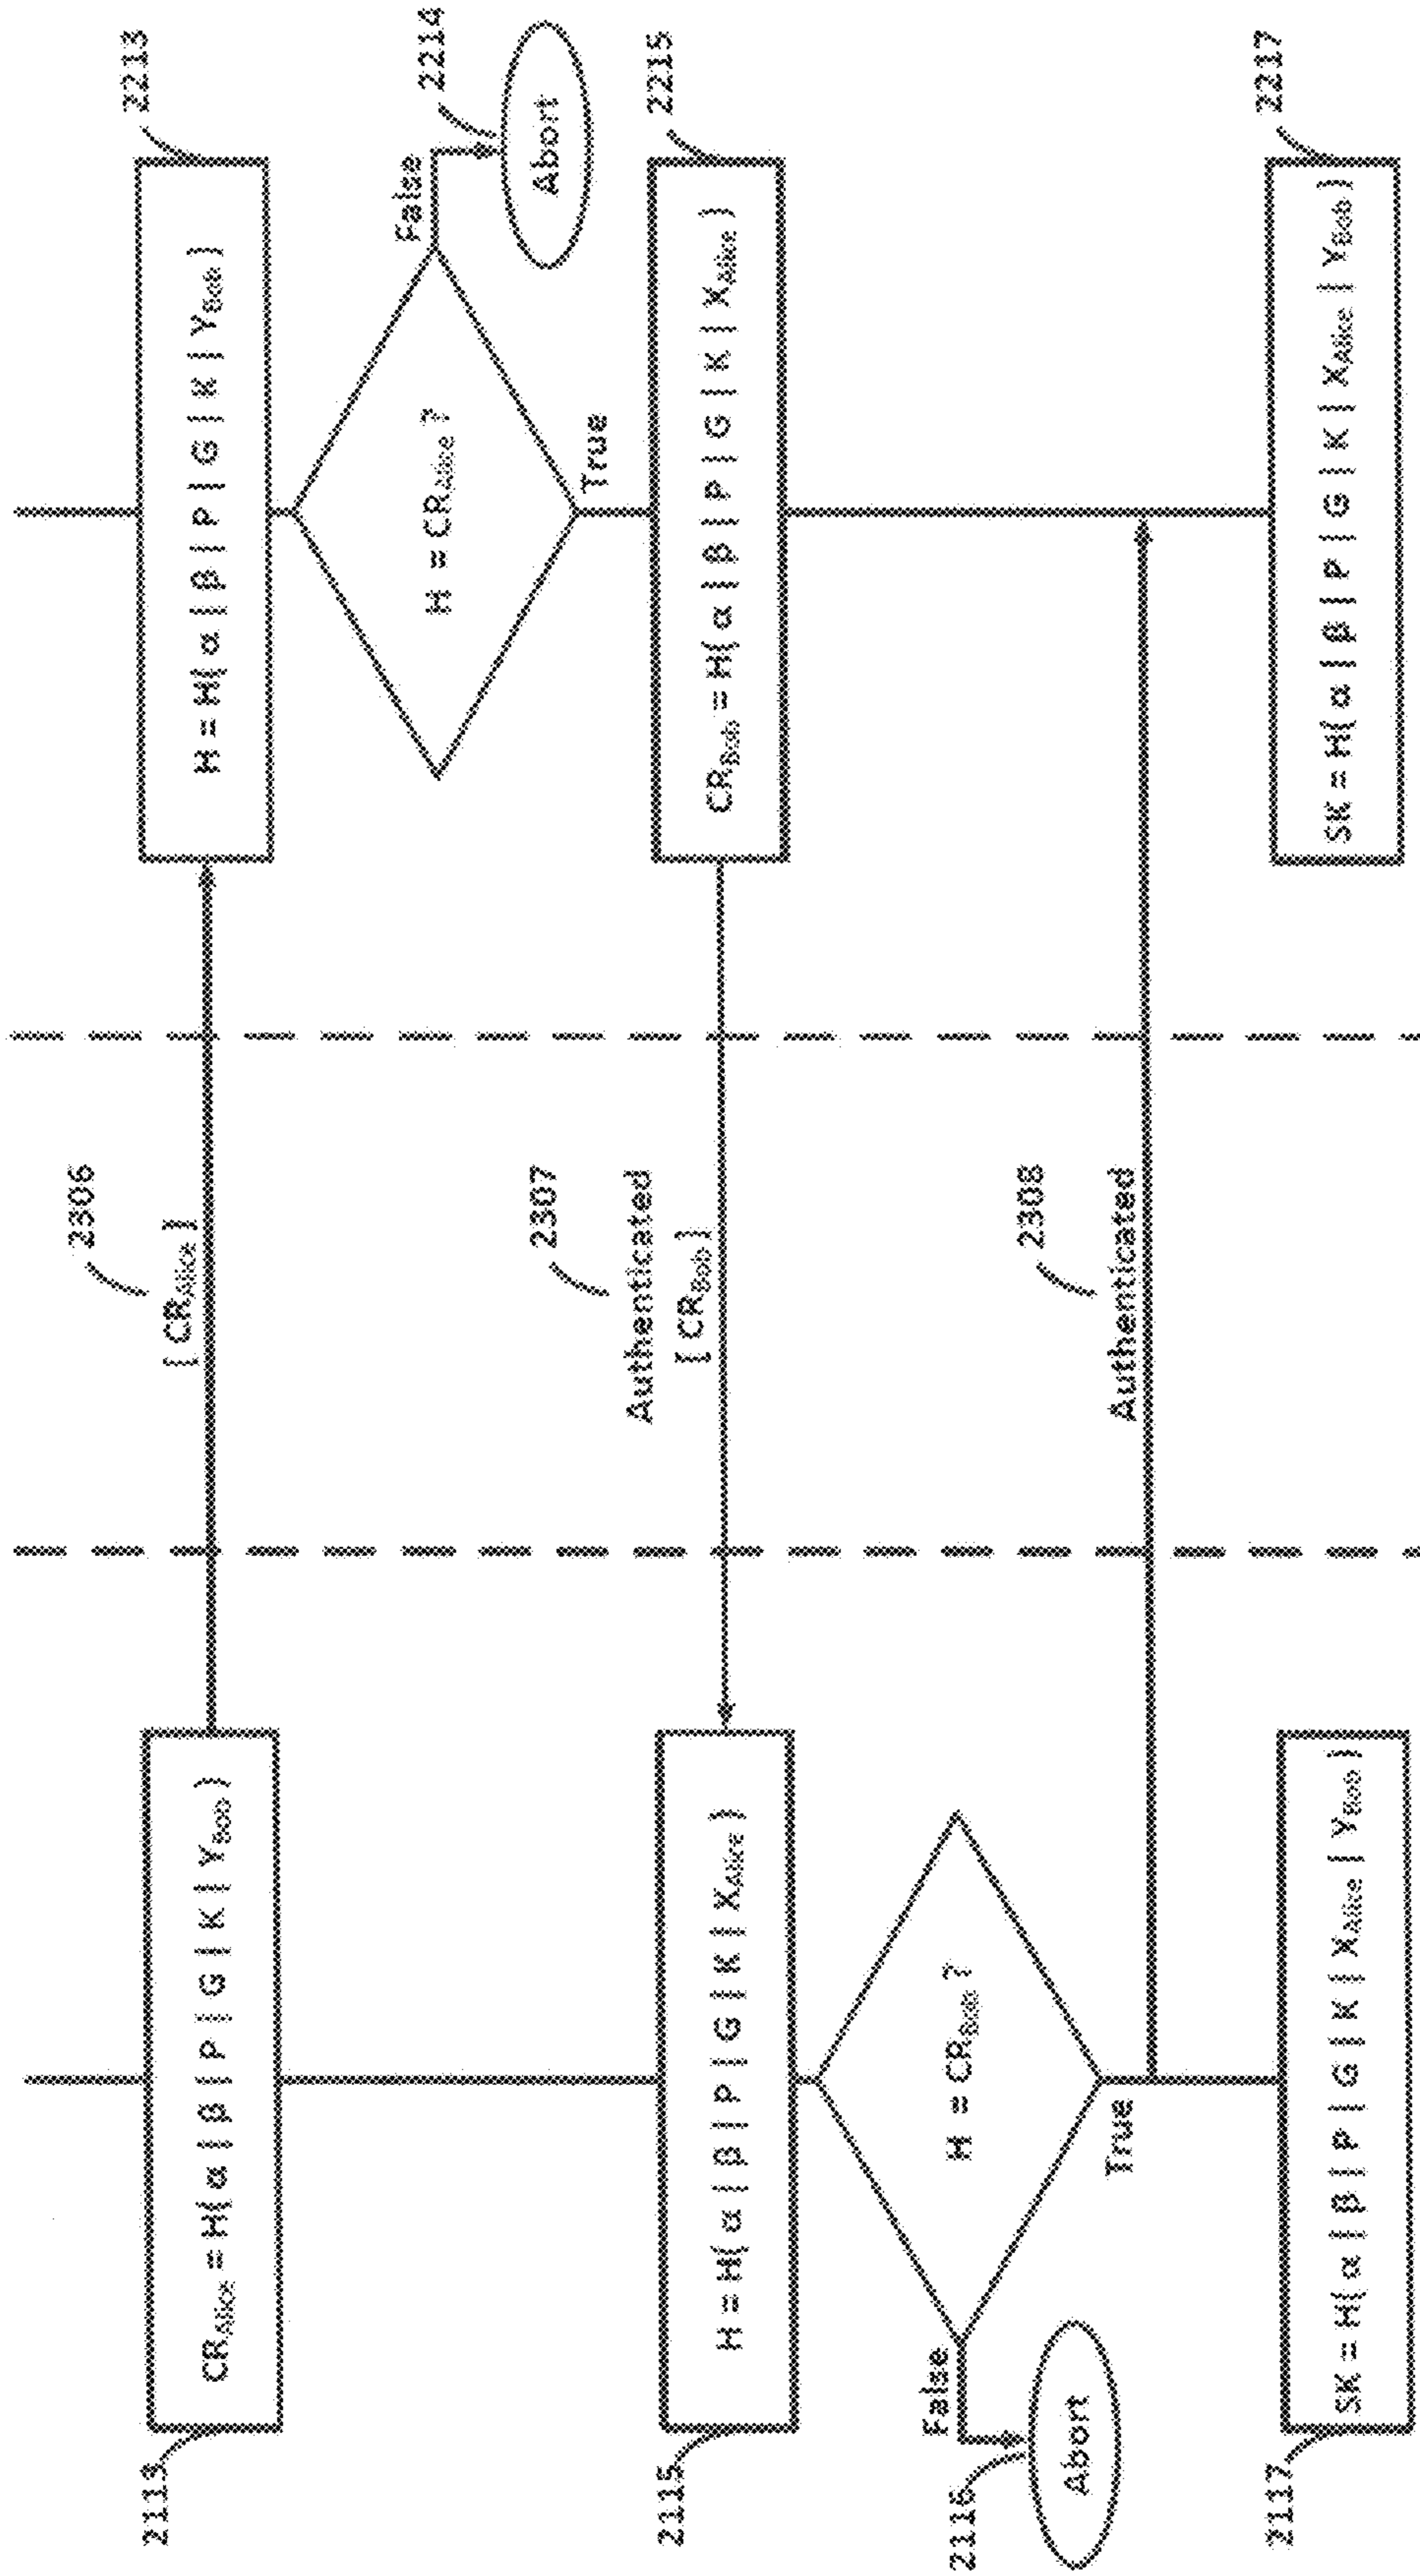 2113
CR_Alice = H( α | β | P | G | K | Y_Bob )
2306
[ CR_Alice ]
2213
H = H( α | β | P | G | K | Y_Bob )
H = CR_Alice ?
False
2214
Abort
True
2115
H = H( α | β | P | G | K | X_Alice )
2307
Authenticated
[ CR_Bob ]
2215
CR_Bob = H( α | β | P | G | K | X_Alice )
H = CR_Bob ?
False
2116
Abort
True
2308
Authenticated
2117
SK = H( α | β | P | G | K | X_Alice | Y_Bob )
2217
SK = H( α | β | P | G | K | X_Alice | Y_Bob )